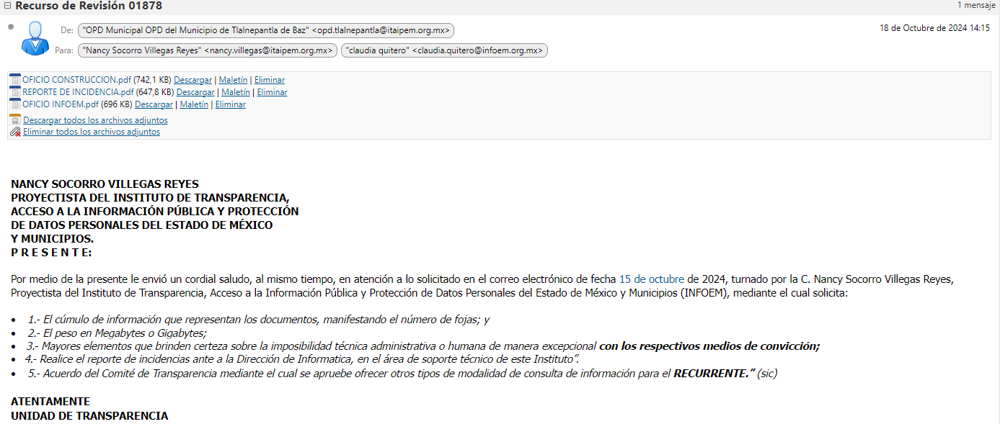 Recurso de Revisión 01878
1 mensaje
De: "OPD Municipal OPD del Municipio de Tlalnepantla de Baz" <opd.tlalnepantla@itaipem.org.mx>
18 de Octubre de 2024 14:15
Para: "Nancy Socorro Villegas Reyes" <nancy.villegas@itaipem.org.mx> "claudia quitero" <claudia.quitero@infoem.org.mx>
OFICIO CONSTRUCCION.pdf (742,1 KB) Descargar | Maletín | Eliminar
REPORTE DE INCIDENCIA.pdf (647,8 KB) Descargar | Maletín | Eliminar
OFICIO INFOEM.pdf (696 KB) Descargar | Maletín | Eliminar
Descargar todos los archivos adjuntos
Eliminar todos los archivos adjuntos
NANCY SOCORRO VILLEGAS REYES
PROYECTISTA DEL INSTITUTO DE TRANSPARENCIA,
ACCESO A LA INFORMACIÓN PÚBLICA Y PROTECCIÓN
DE DATOS PERSONALES DEL ESTADO DE MÉXICO
Y MUNICIPIOS.
P R E S E N T E:
Por medio de la presente le envió un cordial saludo, al mismo tiempo, en atención a lo solicitado en el correo electrónico de fecha 15 de octubre de 2024, turnado por la C. Nancy Socorro Villegas Reyes,
Proyectista del Instituto de Transparencia, Acceso a la Información Pública y Protección de Datos Personales del Estado de México y Municipios (INFOEM), mediante el cual solicita:
• 1.- El cúmulo de información que representan los documentos, manifestando el número de fojas; y
• 2.- El peso en Megabytes o Gigabytes;
• 3.- Mayores elementos que brinden certeza sobre la imposibilidad técnica administrativa o humana de manera excepcional con los respectivos medios de convicción;
• 4.- Realice el reporte de incidencias ante a la Dirección de Informatica, en el área de soporte técnico de este Instituto”.
• 5.- Acuerdo del Comité de Transparencia mediante el cual se apruebe ofrecer otros tipos de modalidad de consulta de información para el RECURRENTE.” (sic)
ATENTAMENTE
UNIDAD DE TRANSPARENCIA